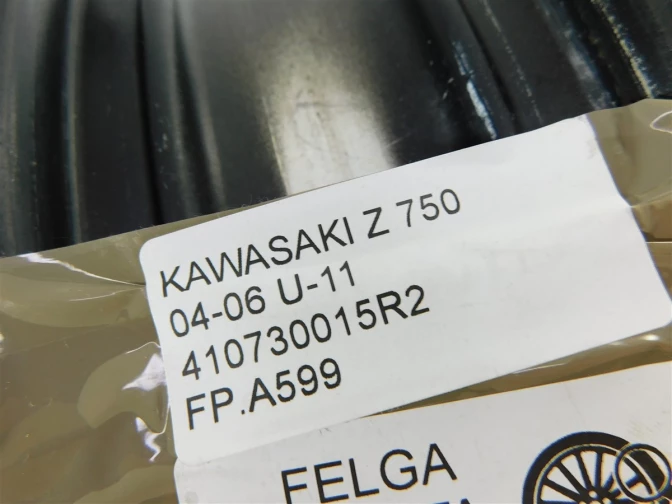 KAWASAKI Z 750
04-06 U-11
410730015R2
FP.A599
FELGA